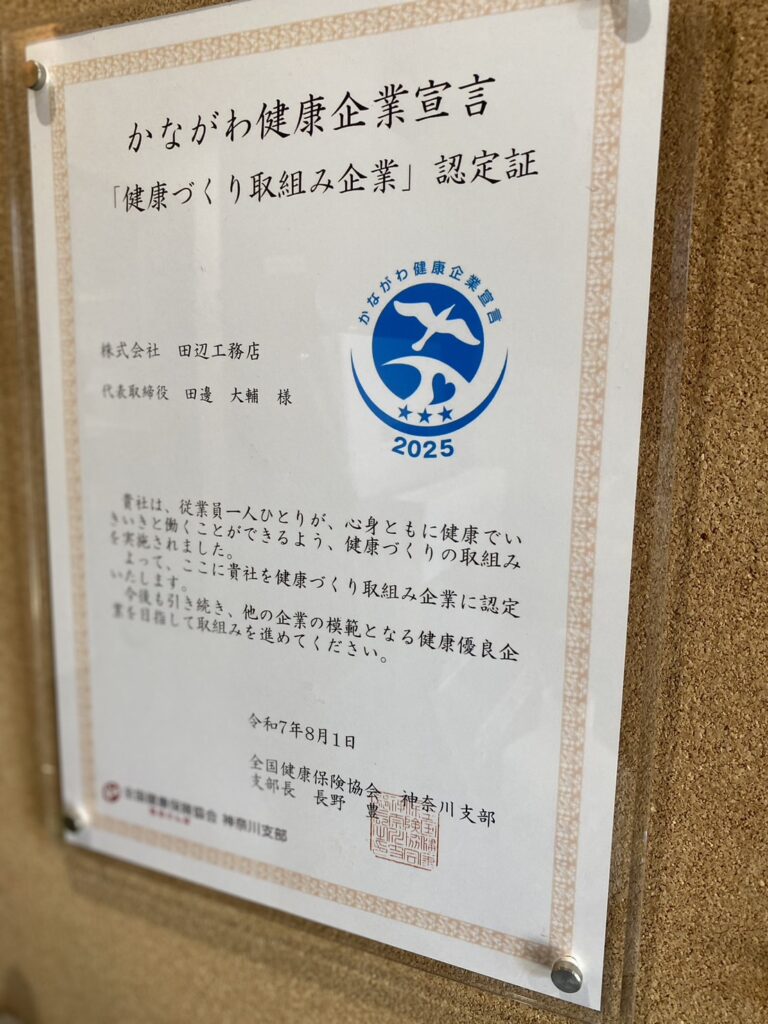 かながわ健康企業宣言
「健康づくり取組み企業」認定証
かながわ健康企業宣言
2025
株式会社 田辺工務店
代表取締役 田邊 大輔 様
貴社は、従業員一人ひとりが、心身ともに健康でい
きいきと働くことができるよう、健康づくりの取組み
を実施されました。
よって、ここに貴社を健康づくり取組み企業に認定
いたします。
今後も引き続き、他の企業の模範となる健康優良企
業を目指して取組みを進めてください。
令和7年8月1日
全国健康保険協会 神奈川支部
支部長 長野 豊
全国健康保険協会 神奈川支部